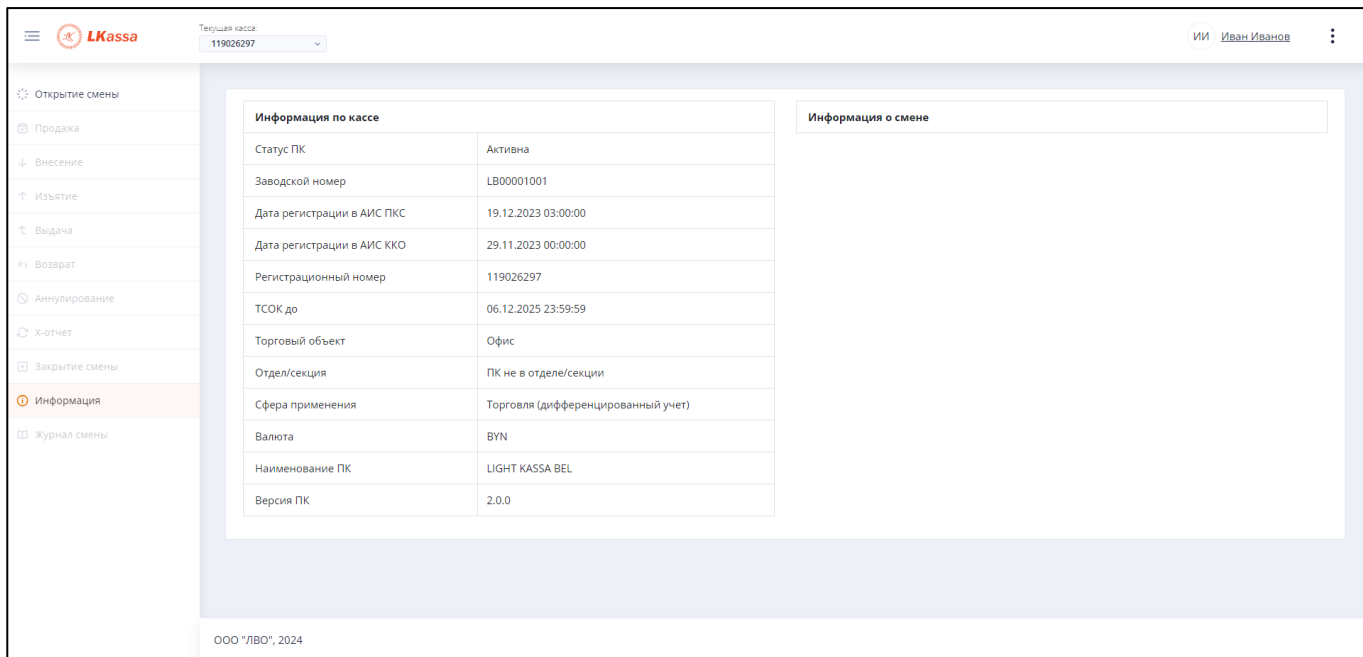 LKassa
Текущая касса:
119026297
ИИ Иван Иванов
Открытие смены
Продажа
Внесение
Изъятие
Выдача
Возврат
Аннулирование
Х-отчет
Закрытие смены
Информация
Журнал смены
Информация по кассе
Статус ПК Активна
Заводской номер LB00001001
Дата регистрации в АИС ПКС 19.12.2023 03:00:00
Дата регистрации в АИС ККО 29.11.2023 00:00:00
Регистрационный номер 119026297
ТСОК до 06.12.2025 23:59:59
Торговый объект Офис
Отдел/секция ПК не в отделе/секции
Сфера применения Торговля (дифференцированный учет)
Валюта BYN
Наименование ПК LIGHT KASSA BEL
Версия ПК 2.0.0
Информация о смене
ООО "ЛВО", 2024